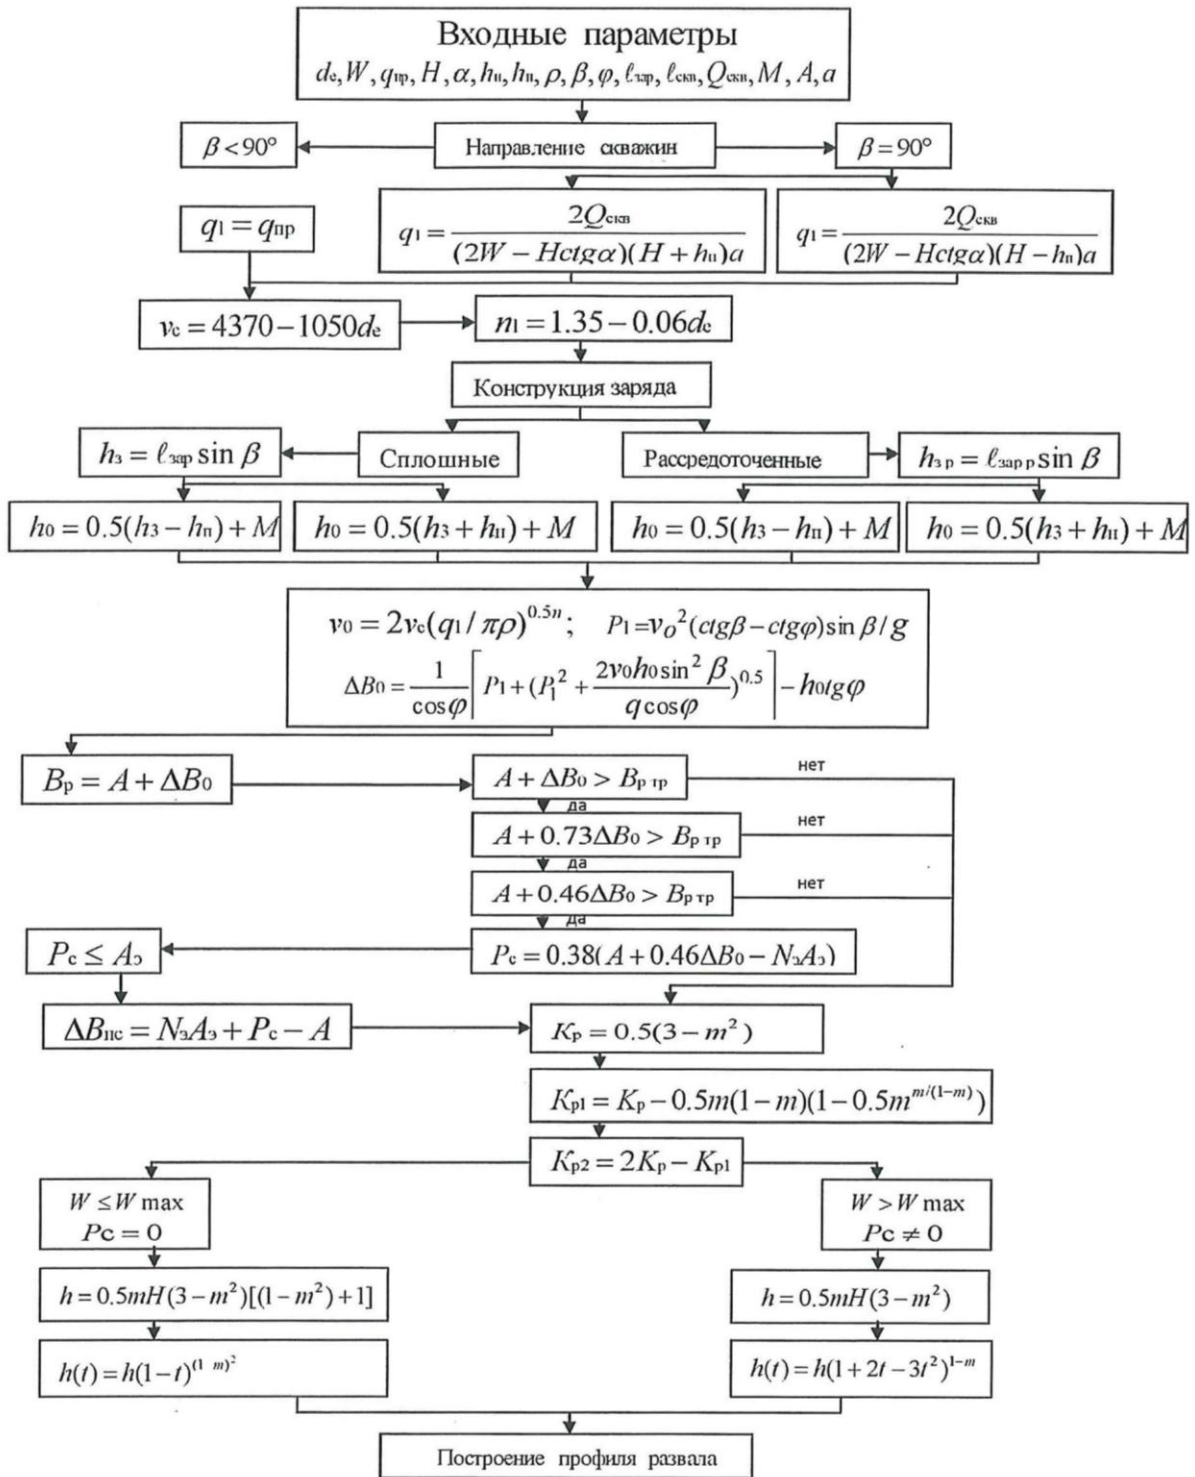 Входные параметры
dₑ, W, qпр, H, α, hн, hп, ρ, β, φ, ℓзар, ℓскв, Qскв, M, A, a
β < 90°
Направление скважин
β = 90°
q₁ = qпр
q₁ = 2Qскв / (2W − Hctgα)(H + hн)a
q₁ = 2Qскв / (2W − Hctgα)(H − hп)a
vс = 4370 − 1050dₑ
n₁ = 1.35 − 0.06dₑ
Конструкция заряда
hз = ℓзар sin β
Сплошные
Рассредоточенные
hз р = ℓзар р sin β
h₀ = 0.5(hз − hп) + M
h₀ = 0.5(hз + hн) + M
h₀ = 0.5(hз − hп) + M
h₀ = 0.5(hз + hн) + M
v₀ = 2vс(q₁ / πρ)^0.5n; P₁ = v₀²(ctgβ − ctgφ) sin β / g
ΔB₀ = 1/cosφ [P₁ + (P₁² + 2v₀h₀ sin² β / q cosφ)^0.5] − h₀tgφ
Bр = A + ΔB₀
A + ΔB₀ > Bр тр
нет
да
A + 0.73ΔB₀ > Bр тр
нет
да
A + 0.46ΔB₀ > Bр тр
нет
да
Pс ≤ Aэ
Pс = 0.38(A + 0.46ΔB₀ − NэAэ)
ΔBпс = NэAэ + Pс − A
Kр = 0.5(3 − m²)
Kр1 = Kр − 0.5m(1 − m)(1 − 0.5m^m/(1−m))
Kр2 = 2Kр − Kр1
W ≤ W max
Pс = 0
W > W max
Pс ≠ 0
h = 0.5mH(3 − m²)[(1 − m²) + 1]
h = 0.5mH(3 − m²)
h(t) = h(1 − t)^(1 m)²
h(t) = h(1 + 2t − 3t²)^1−m
Построение профиля развала